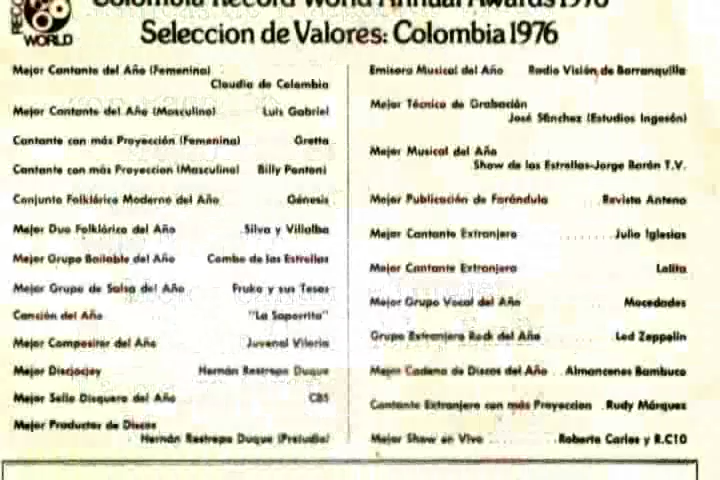 RECORD WORLD
Colombia Record World Annual Awards 1976
Seleccion de Valores: Colombia 1976
Mejor Cantante del Año (Femenina)
Claudia de Colombia
Mejor Cantante del Año (Masculino) Luis Gabriel
Cantante con más Proyección (Femenina) Gretta
Cantante con más Proyeccion (Masculino) Billy Pontoni
Conjunto Folklórico Moderno del Año Génesis
Mejor Duo Folklórico del Año Silva y Villalba
Mejor Grupo Bailable del Año Combo de las Estrellas
Mejor Grupo de Salsa del Año Fruko y sus Tesos
Canción del Año "La Saporrita"
Mejor Compositor del Año Juvenal Viloria
Mejor Discjockey Hernán Restrepo Duque
Mejor Sello Disquero del Año CBS
Mejor Productor de Discos
Hernán Restrepo Duque (Preludio)
Emisora Musical del Año Radio Visión de Barranquilla
Mejor Técnico de Grabación
José Sánchez (Estudios Ingesón)
Mejor Musical del Año
Show de las Estrellas-Jorge Barón T.V.
Mejor Publicación de Farándula Revista Antena
Mejor Cantante Extranjero Julio Iglesias
Mejor Cantante Extranjera Lolita
Mejor Grupo Vocal del Año Mocedades
Grupo Extranjero Rock del Año Led Zeppelin
Mejor Cadena de Discos del Año Almancenes Bambuco
Cantante Extranjero con más Proyeccion Rudy Márquez
Mejor Show en Vivo Roberto Carlos y R.C10